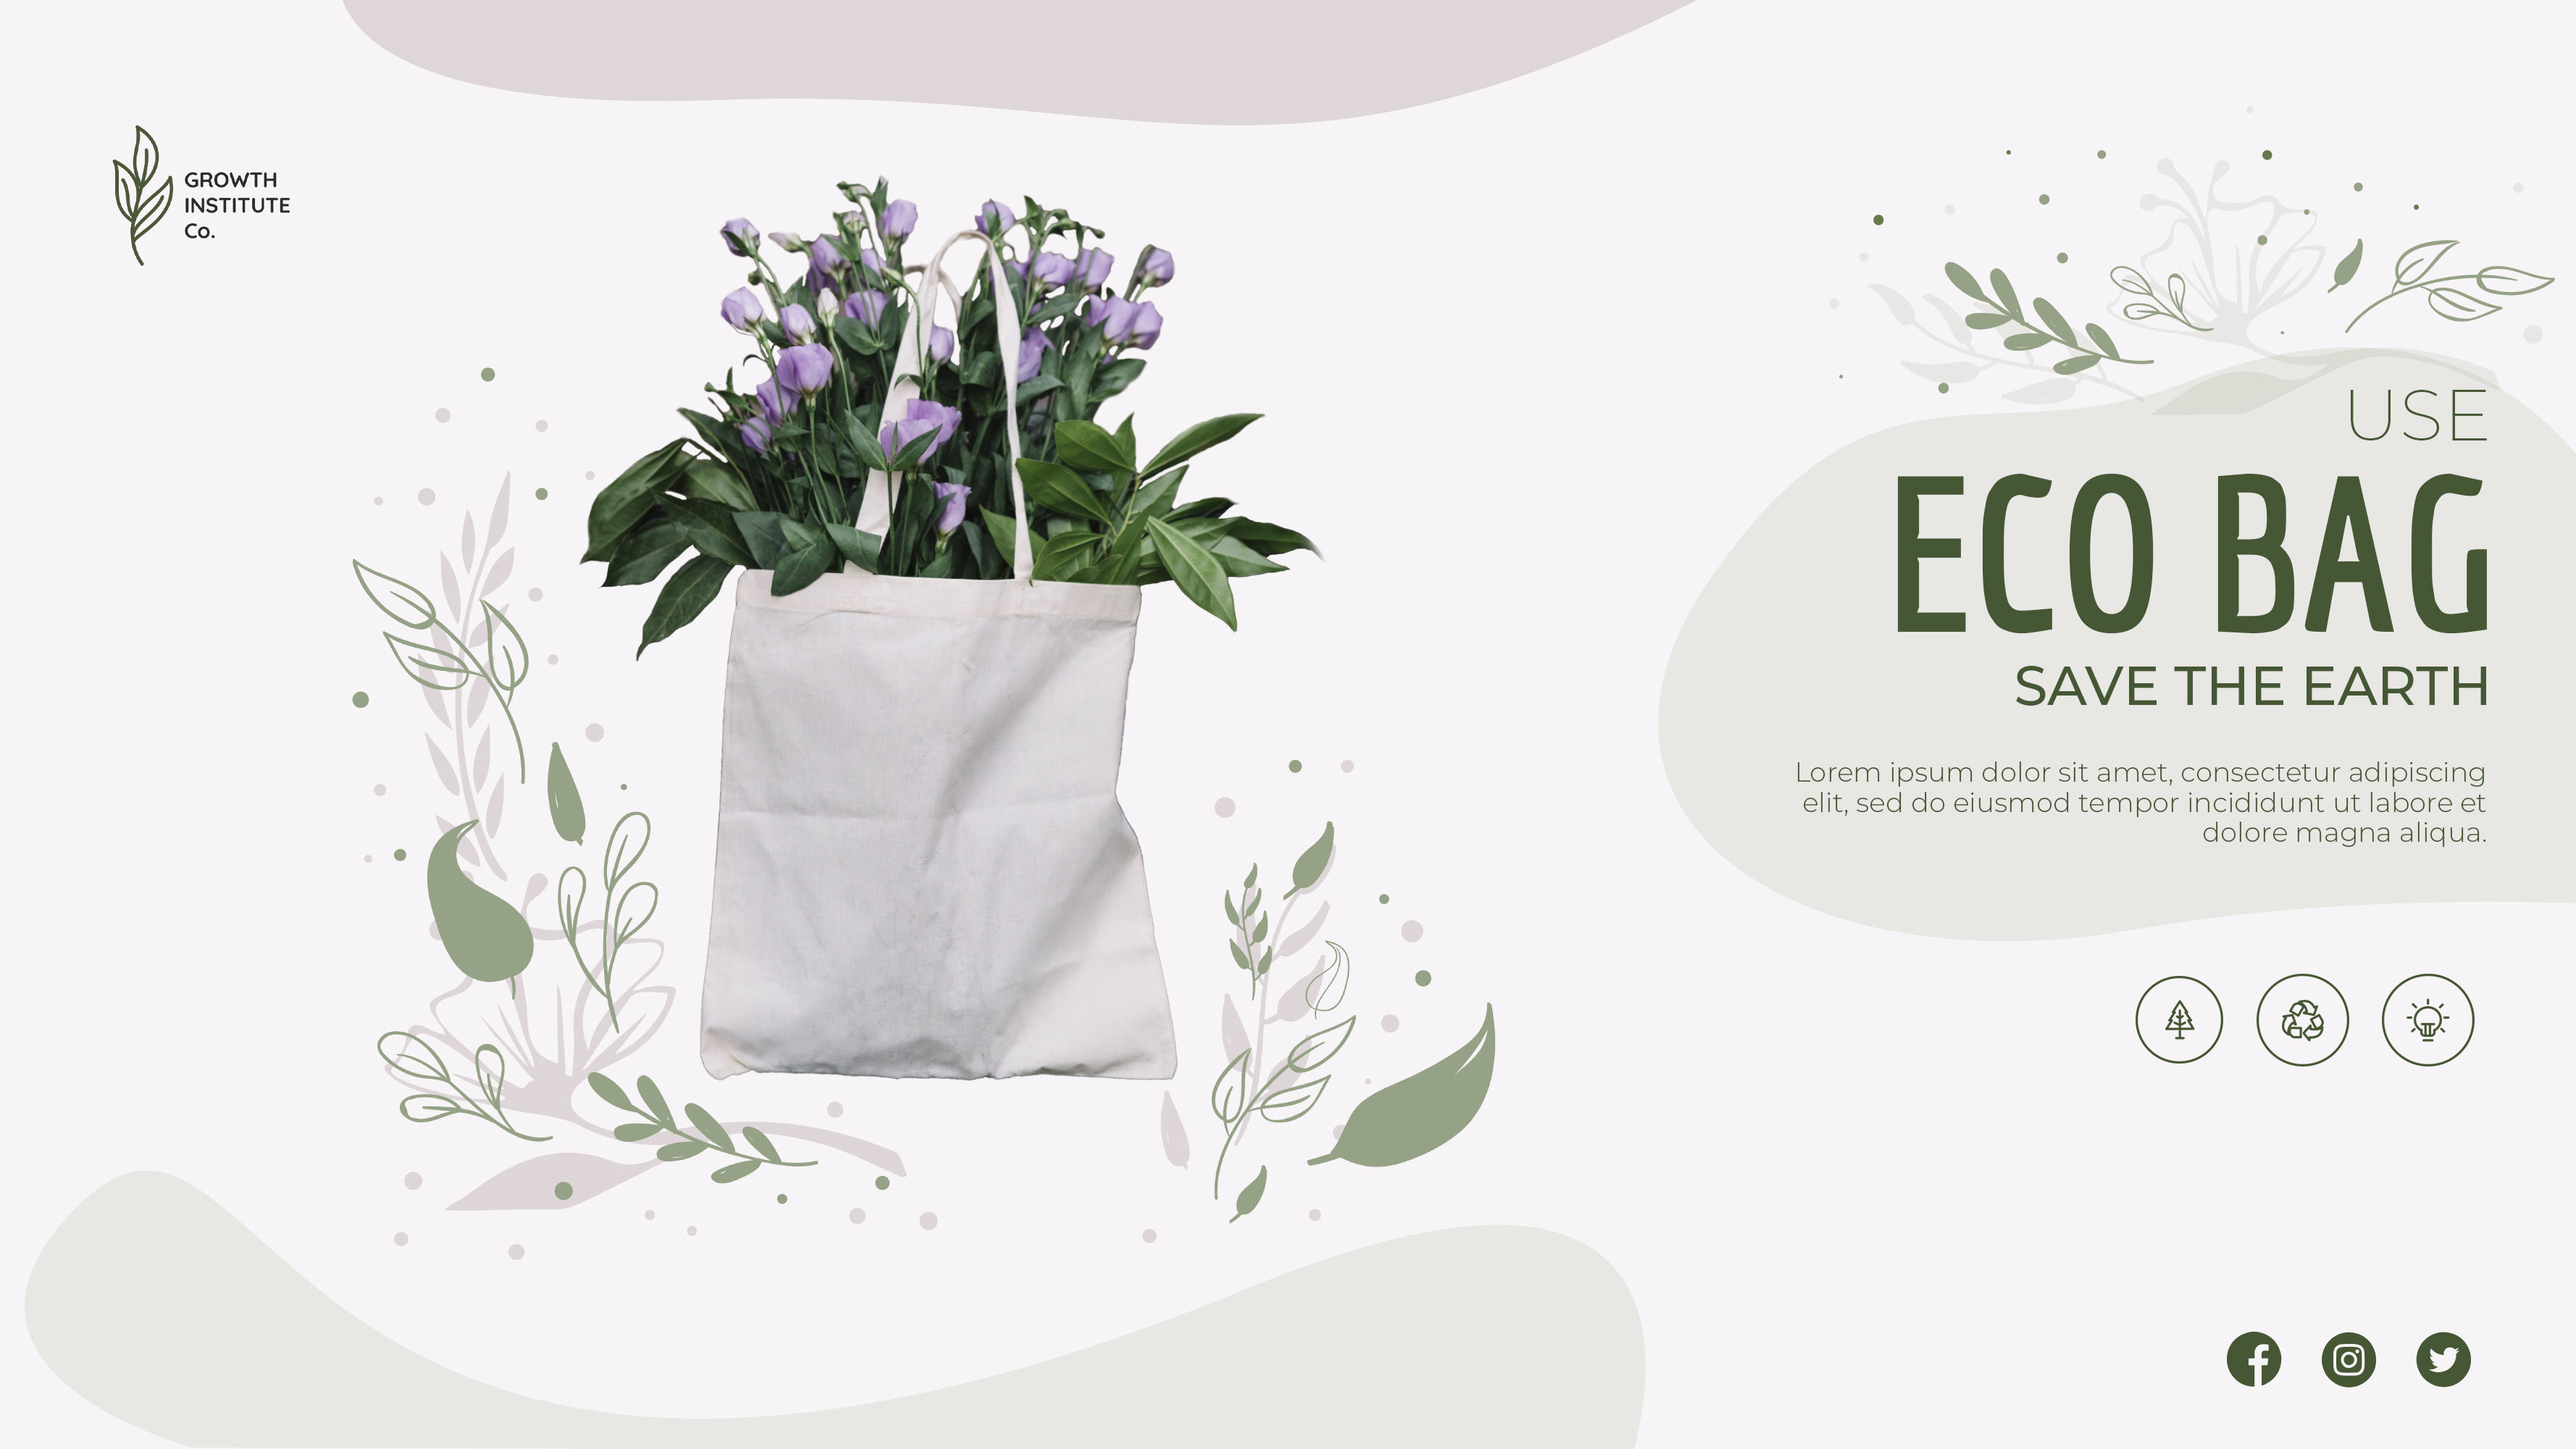 GROWTH
INSTITUTE
Co.
USE
ECO BAG
SAVE THE EARTH
Lorem ipsum dolor sit amet, consectetur adipiscing
elit, sed do eiusmod tempor incididunt ut labore et
dolore magna aliqua.